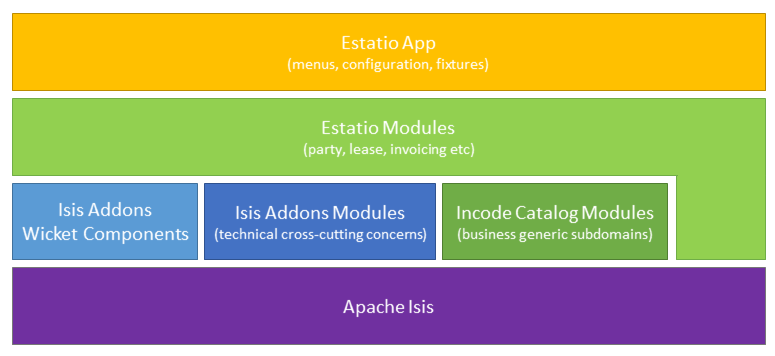 Estatio App
(menus, configuration, fixtures)
Estatio Modules
(party, lease, invoicing etc)
Isis Addons
Wicket Components
Isis Addons Modules
(technical cross-cutting concerns)
Incode Catalog Modules
(business generic subdomains)
Apache Isis